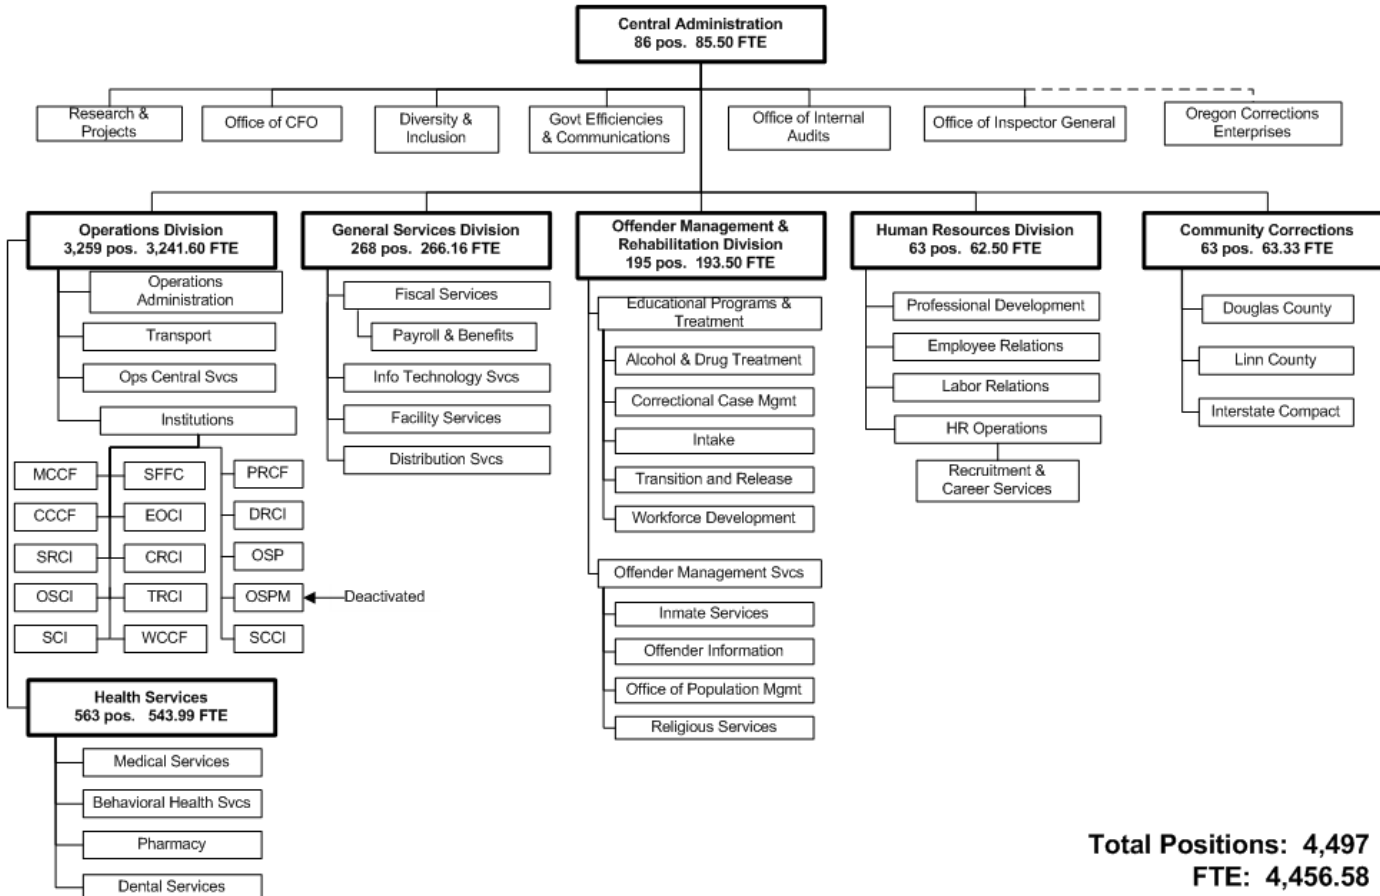 Central Administration
86 pos. 85.50 FTE
Research &
Projects
Office of CFO
Diversity &
Inclusion
Govt Efficiencies
& Communications
Office of Internal
Audits
Office of Inspector General
Oregon Corrections
Enterprises
Operations Division
3,259 pos. 3,241.60 FTE
Operations
Administration
Transport
Ops Central Svcs
Institutions
MCCF
SFFC
PRCF
CCCF
EOCI
DRCI
SRCI
CRCI
OSP
OSCI
TRCI
OSPM
Deactivated
SCI
WCCF
SCCI
Health Services
563 pos. 543.99 FTE
Medical Services
Behavioral Health Svcs
Pharmacy
Dental Services
General Services Division
268 pos. 266.16 FTE
Fiscal Services
Payroll & Benefits
Info Technology Svcs
Facility Services
Distribution Svcs
Offender Management &
Rehabilitation Division
195 pos. 193.50 FTE
Educational Programs &
Treatment
Alcohol & Drug Treatment
Correctional Case Mgmt
Intake
Transition and Release
Workforce Development
Offender Management Svcs
Inmate Services
Offender Information
Office of Population Mgmt
Religious Services
Human Resources Division
63 pos. 62.50 FTE
Professional Development
Employee Relations
Labor Relations
HR Operations
Recruitment &
Career Services
Community Corrections
63 pos. 63.33 FTE
Douglas County
Linn County
Interstate Compact
Total Positions: 4,497
FTE: 4,456.58